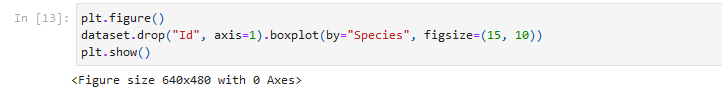 In [13]: plt.figure()
dataset.drop("Id", axis=1).boxplot(by="Species", figsize=(15, 10))
plt.show()
<Figure size 640x480 with 0 Axes>